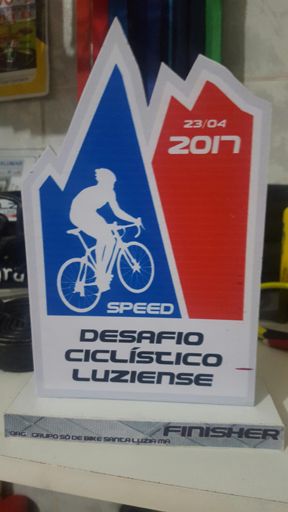 23/04
2017
SPEED
DESAFIO
CICLÍSTICO
LUZIENSE
FINISHER
ORG: GRUPO SÓ DE BIKE SANTA LUZIA MA